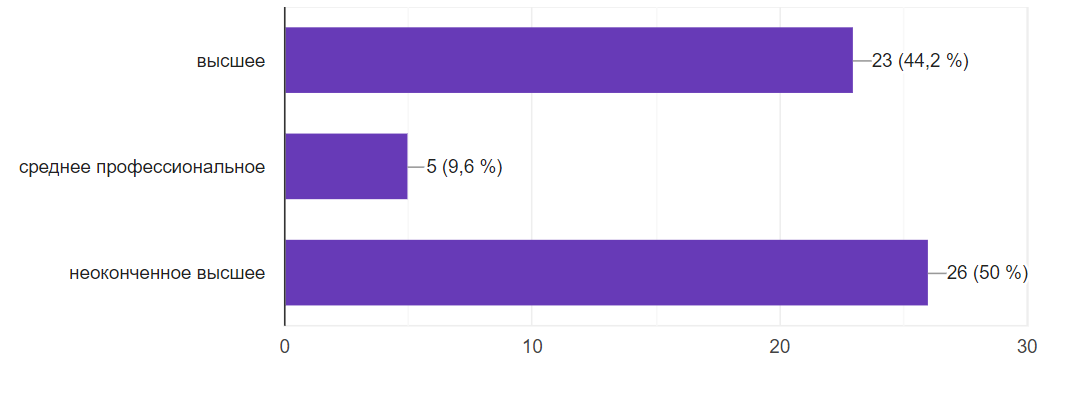 высшее
23 (44,2 %)
среднее профессиональное
5 (9,6 %)
неоконченное высшее
26 (50 %)
0
10
20
30